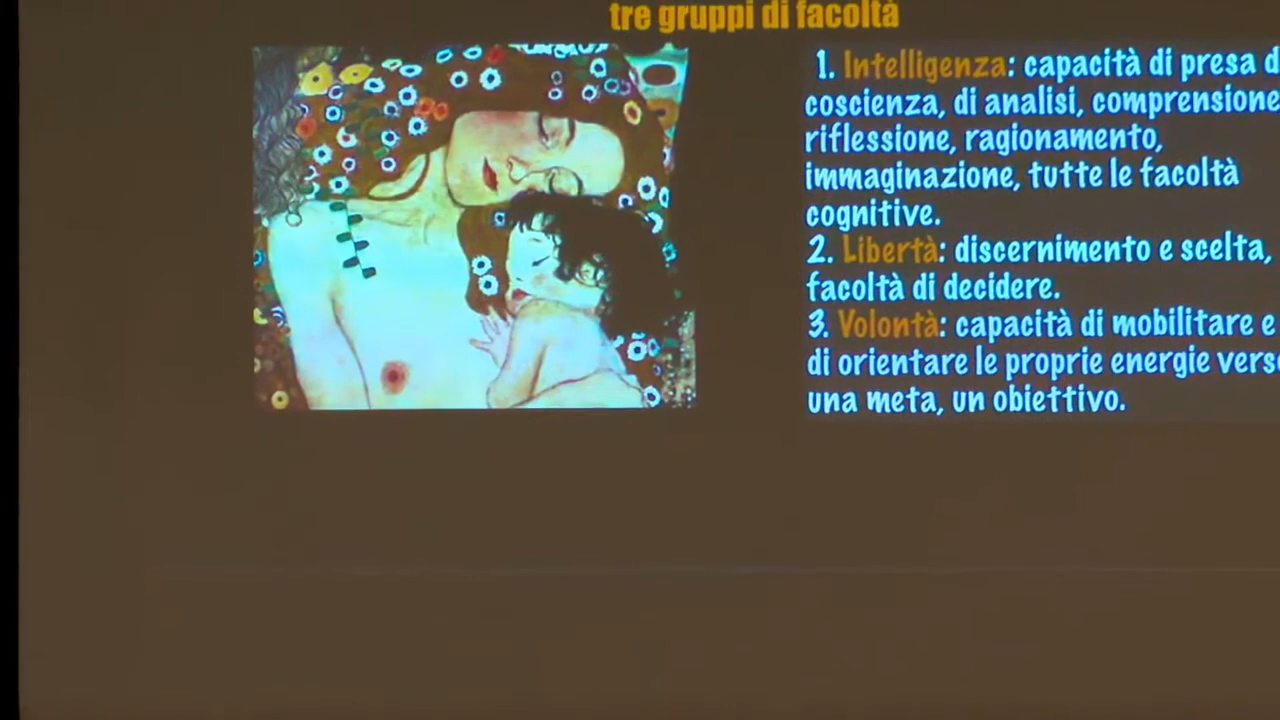 tre gruppi di facoltà
1. Intelligenza: capacità di presa
coscienza, di analisi, comprensione
riflessione, ragionamento,
immaginazione, tutte le facoltà
cognitive.
2. Libertà: discernimento e scelta,
facoltà di decidere.
3. Volontà: capacità di mobilitare e
di orientare le proprie energie
una meta, un obiettivo.